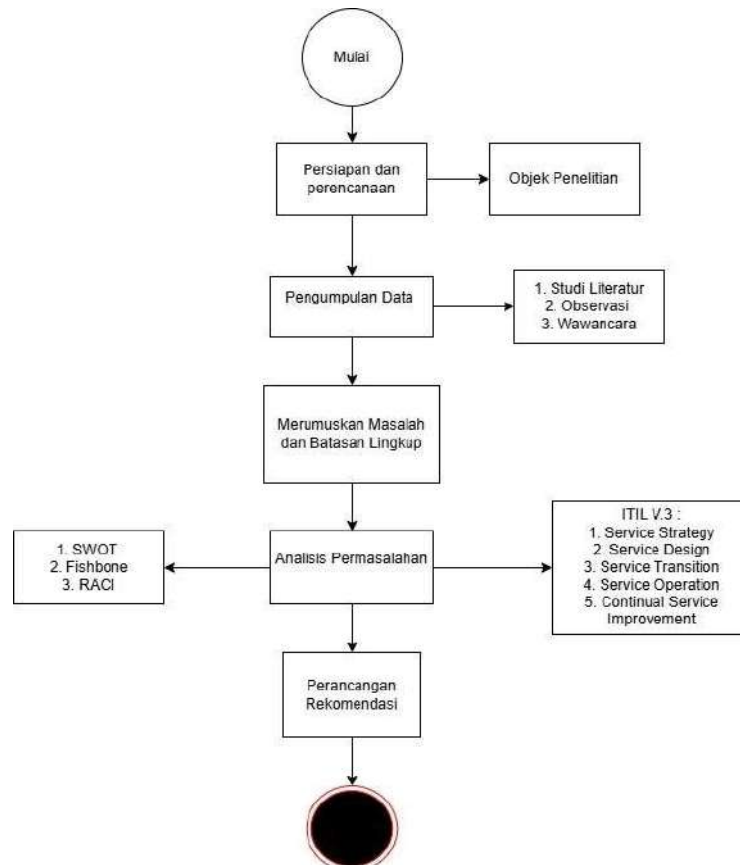 Mulai
Persiapan dan
perencanaan
Objek Penelitian
Pengumpulan Data
1. Studi Literatur
2. Observasi
3. Wawancara
Merumuskan Masalah
dan Batasan Lingkup
1. SWOT
2. Fishbone
3. RACI
Analisis Permasalahan
ITIL V.3 :
1. Service Strategy
2. Service Design
3. Service Transition
4. Service Operation
5. Continual Service
Improvement
Perancangan
Rekomendasi